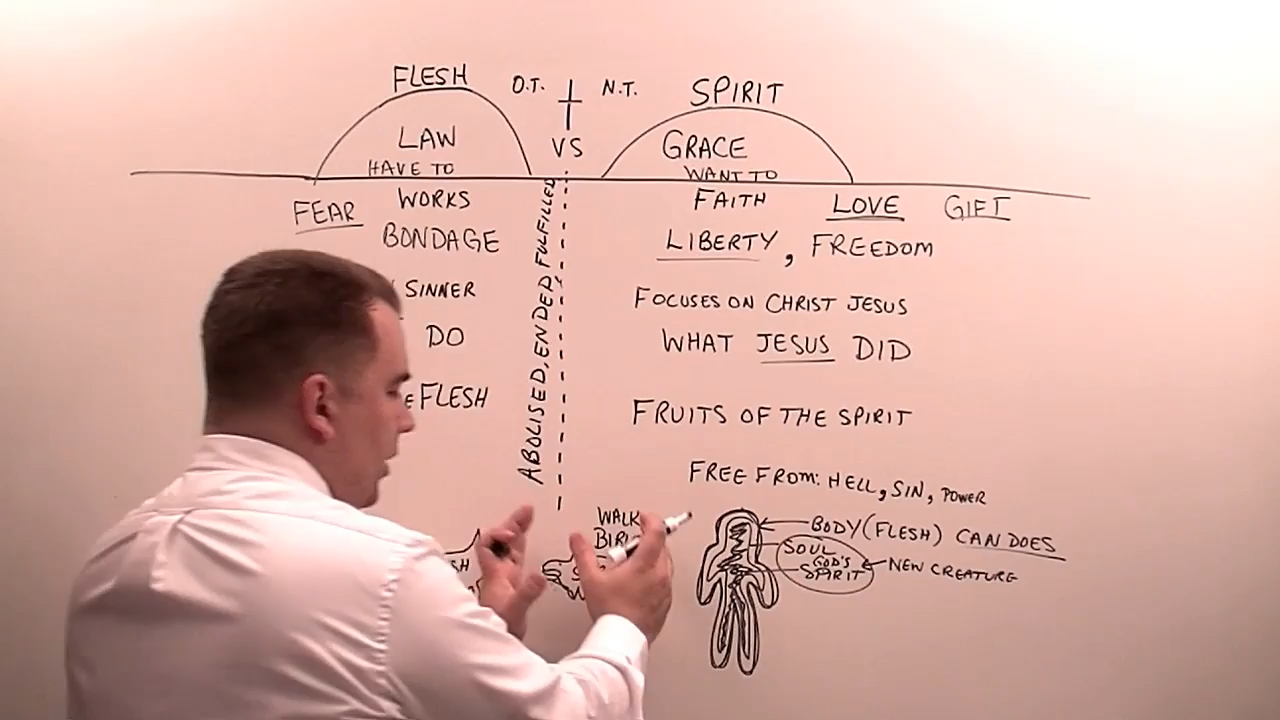 FLESH
O.T.
N.T.
SPIRIT
LAW
VS
GRACE
HAVE TO
WANT TO
WORKS
FAITH
FEAR
LOVE
GIFT
BONDAGE
LIBERTY, FREEDOM
ABOLISED, ENDED, FULFILLED
SINNER
FOCUSES ON CHRIST JESUS
DO
WHAT JESUS DID
FLESH
FRUITS OF THE SPIRIT
FREE FROM: HELL, SIN, POWER
WALK
BODY (FLESH) CAN DOES
SOUL
GOD'S
SPIRIT
NEW CREATURE